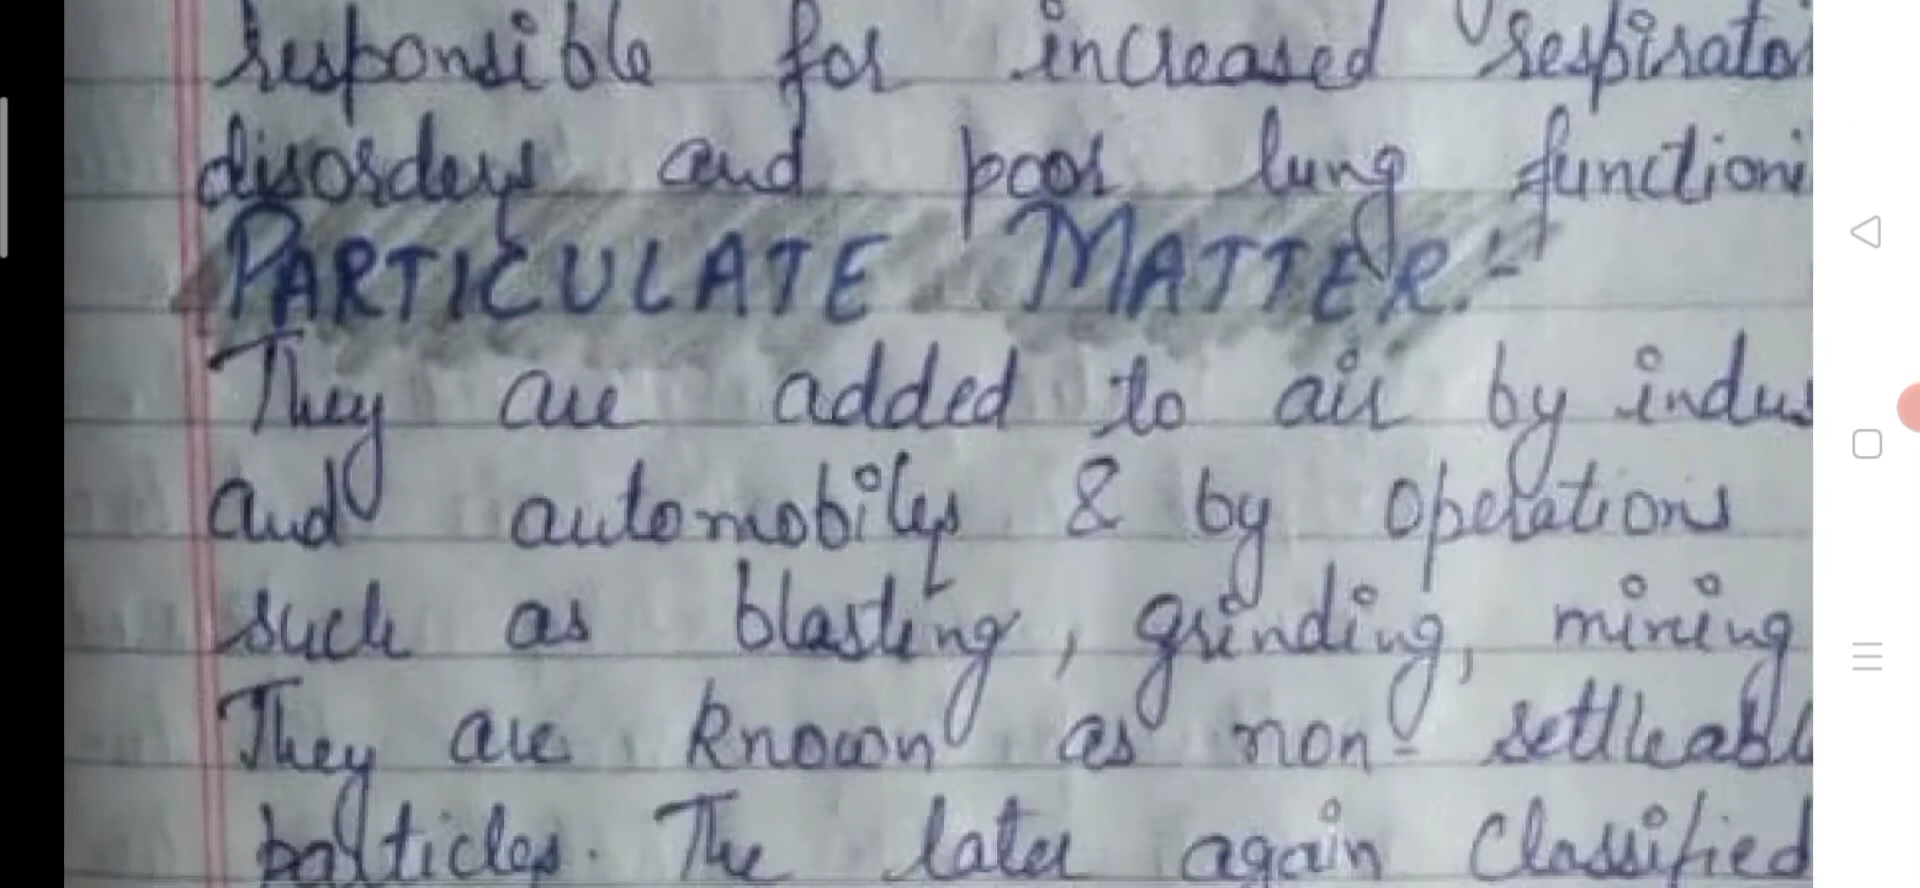 responsible for increased respirato
disorders and poor lung functioni
PARTICULATE MATTER:-
They are added to air by indus
and automobiles & by operations
such as blasting, grinding, mining
They are known as non-settleabl
particles. The later again classified